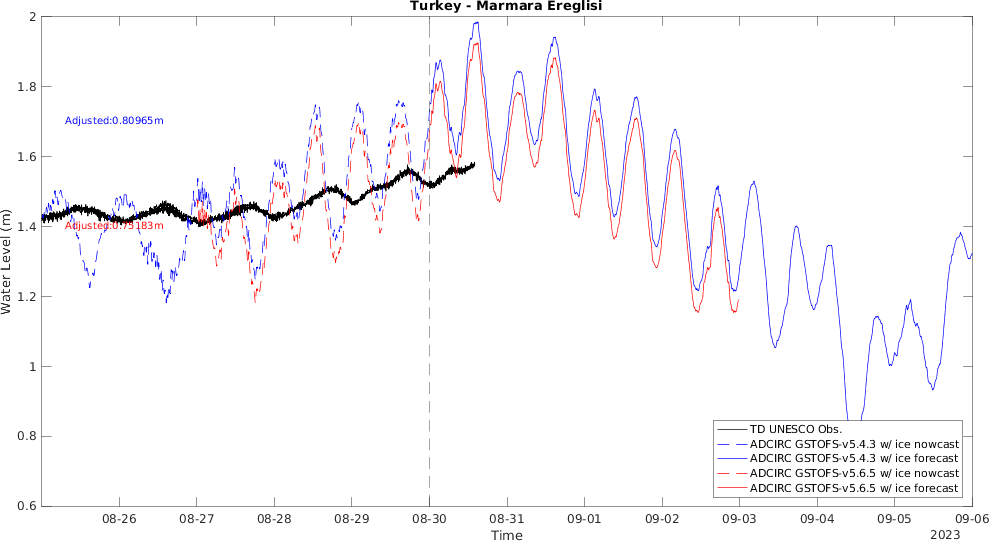 Turkey - Marmara Ereglisi
2
1.8
1.6
1.4
1.2
1
0.8
0.6
Water Level (m)
Adjusted:0.80965m
Adjusted:0.75183m
TD UNESCO Obs.
ADCIRC GSTOFS-v5.4.3 w/ ice nowcast
ADCIRC GSTOFS-v5.4.3 w/ ice forecast
ADCIRC GSTOFS-v5.6.5 w/ ice nowcast
ADCIRC GSTOFS-v5.6.5 w/ ice forecast
08-26 08-27 08-28 08-29 08-30 08-31 09-01 09-02 09-03 09-04 09-05 09-06
Time
2023